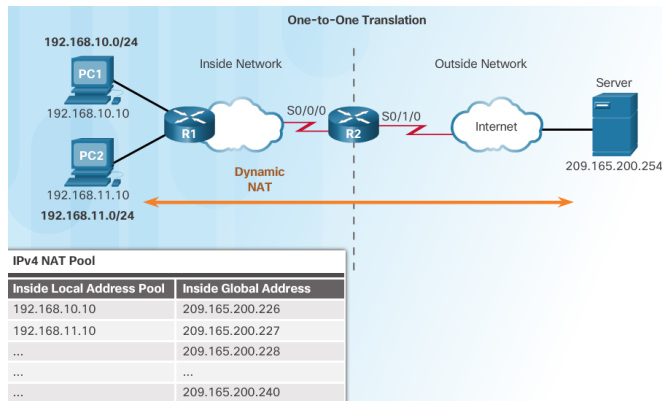 One-to-One Translation
192.168.10.0/24
PC1
192.168.10.10
Inside Network
Outside Network
Server
R1
S0/0/0
R2
S0/1/0
Internet
209.165.200.254
PC2
192.168.11.10
192.168.11.0/24
Dynamic
NAT
IPv4 NAT Pool
Inside Local Address Pool Inside Global Address
192.168.10.10 209.165.200.226
192.168.11.10 209.165.200.227
... 209.165.200.228
... ...
... 209.165.200.240